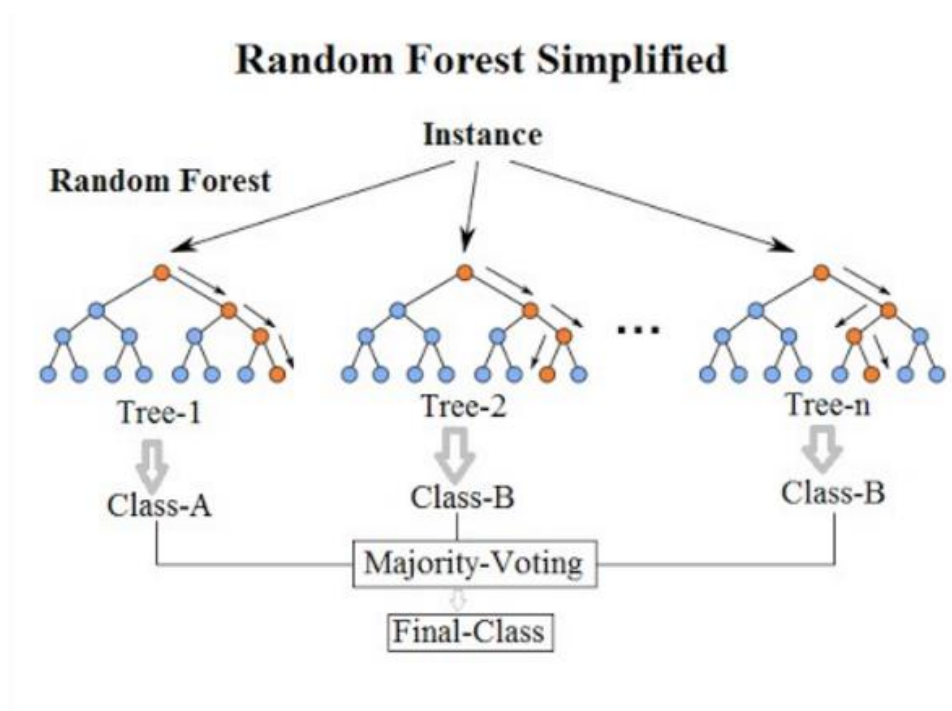 Random Forest Simplified
Instance
Random Forest
...
Tree-1
Tree-2
Tree-n
Class-A
Class-B
Class-B
Majority-Voting
Final-Class